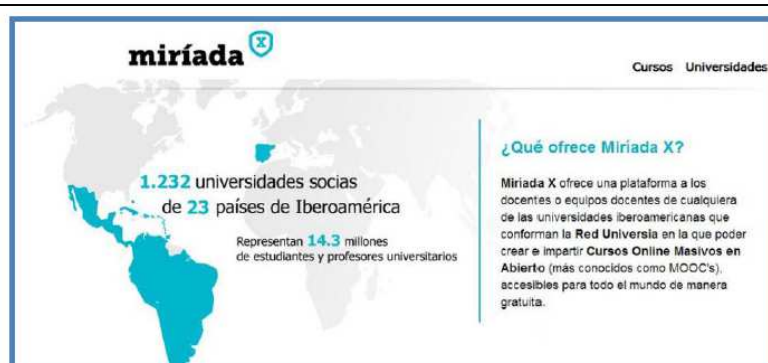 miríada X
Cursos Universidades
1.232 universidades socias
de 23 países de Iberoamérica
Representan 14.3 millones
de estudiantes y profesores universitarios
¿Qué ofrece Miríada X?
Miríada X ofrece una plataforma a los
docentes o equipos docentes de cualquiera
de las universidades iberoamericanas que
conforman la Red Universia en la que poder
crear e impartir Cursos Online Masivos en
Abierto (más conocidos como MOOC's),
accesibles para todo el mundo de manera
gratuita.